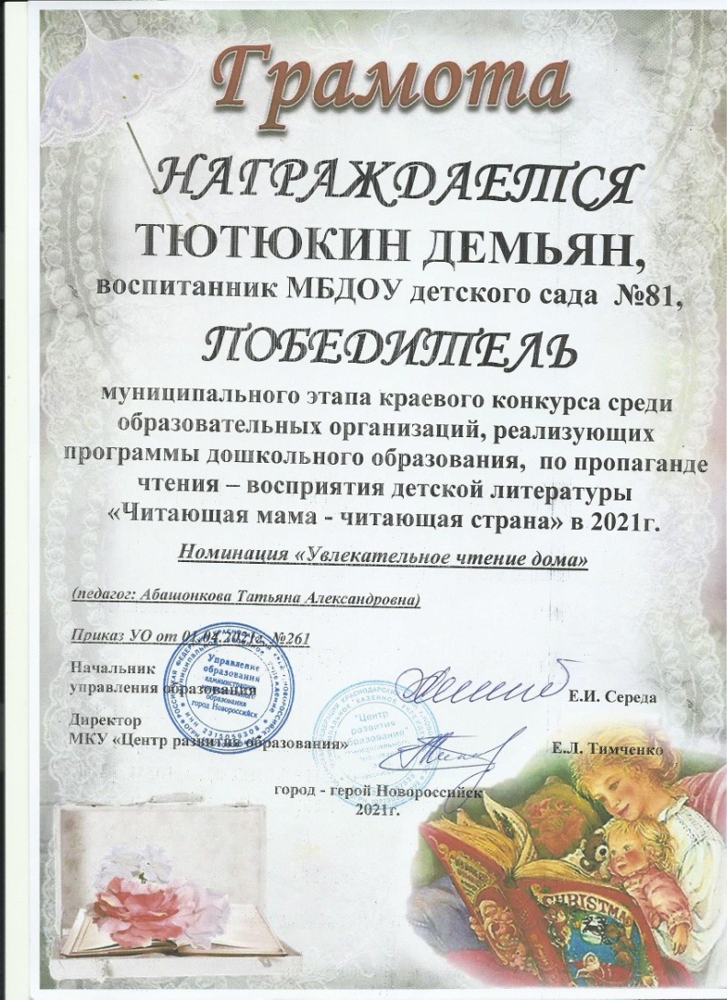 Грамота
НАГРАЖДАЕТСЯ
ТЮТЮКИН ДЕМЬЯН,
воспитанник МБДОУ детского сада №81,
ПОБЕДИТЕЛЬ
муниципального этапа краевого конкурса среди
образовательных организаций, реализующих
программы дошкольного образования, по пропаганде
чтения – восприятия детской литературы
«Читающая мама - читающая страна» в 2021г.
Номинация «Увлекательное чтение дома»
(педагог: Абашонкова Татьяна Александровна)
Приказ УО от 01.04.2021г. №261
Управление
образования
администрации
образования
город Новороссийск
Начальник
управления образования
Е.И. Середа
"Центр
развития
образования"
Директор
МКУ «Центр развития образования»
Е.Л. Тимченко
город - герой Новороссийск
2021г.
CHRISTMAS